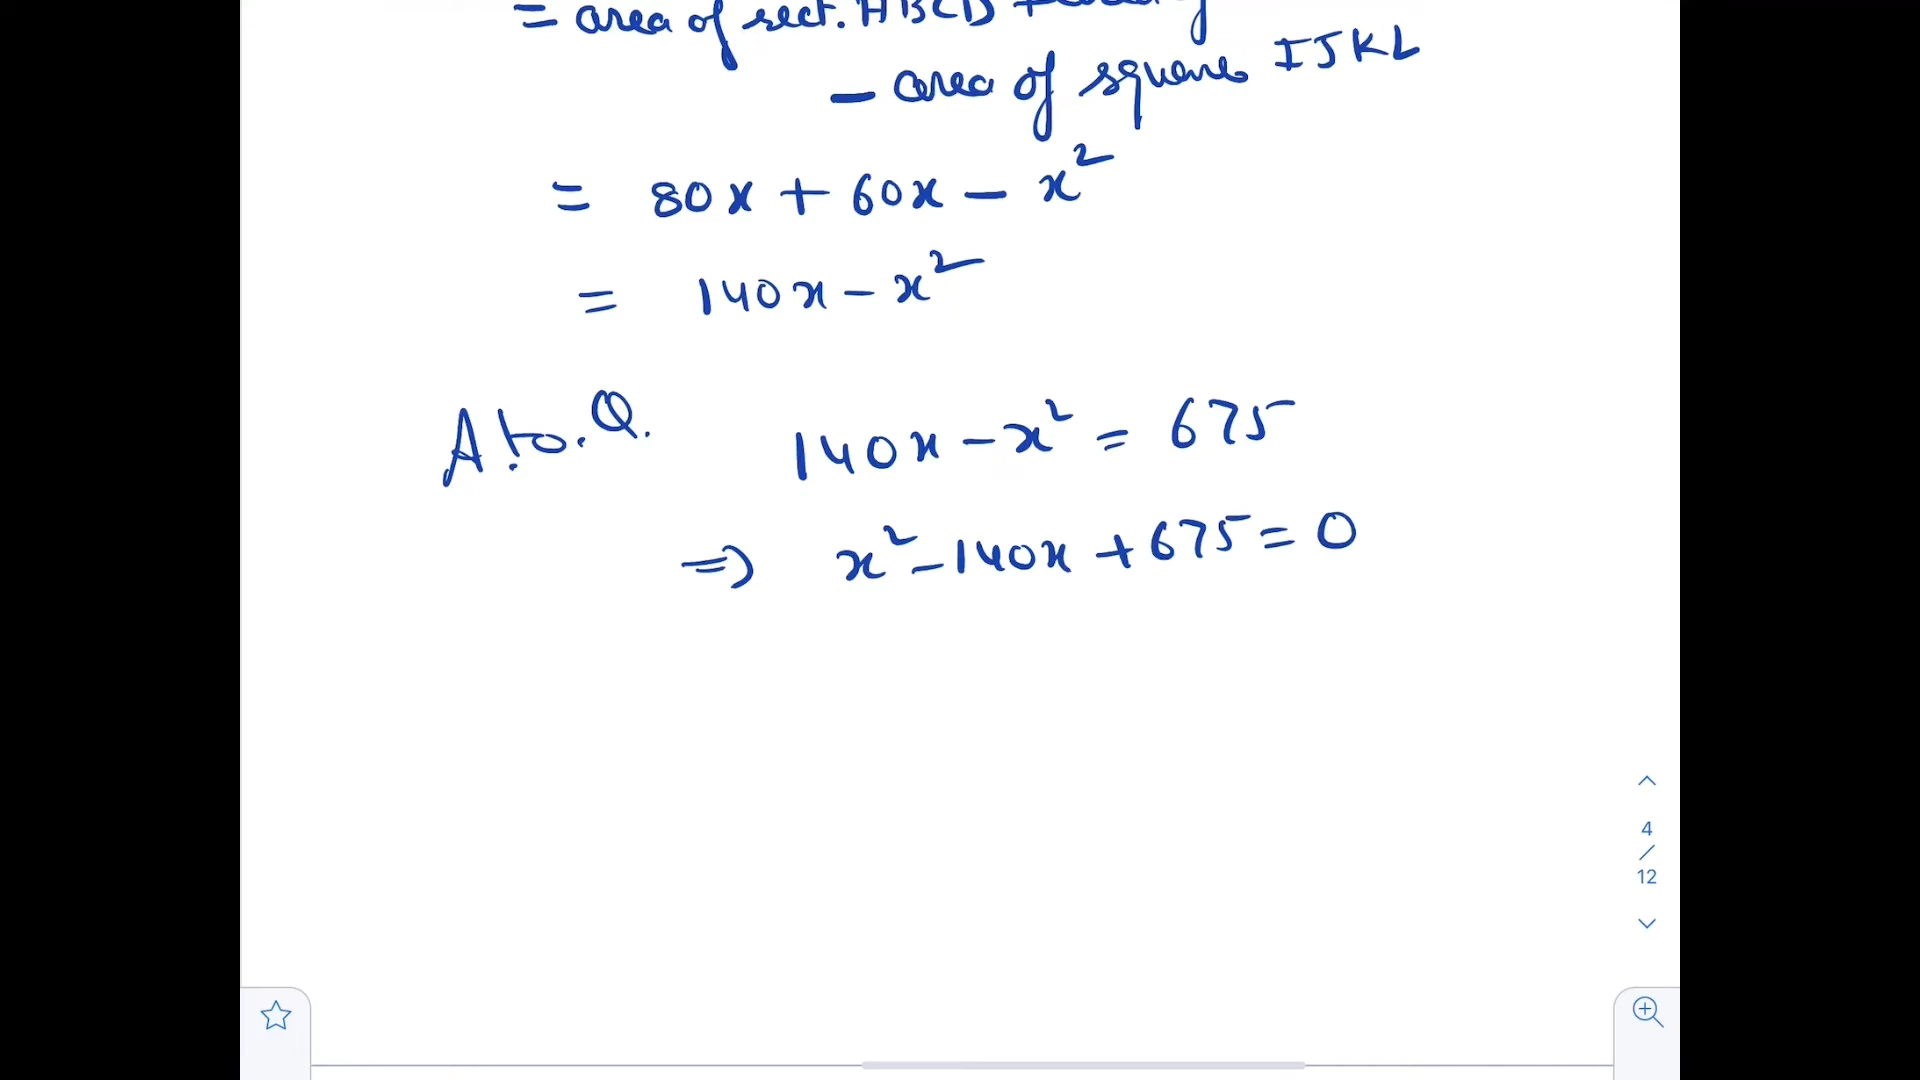 = area of rect. ABCD +
- area of square IJKL
= 80x + 60x - x²
= 140x - x²
A to. Q. 140x - x² = 675
⇒ x² - 140x + 675 = 0
4
/
12